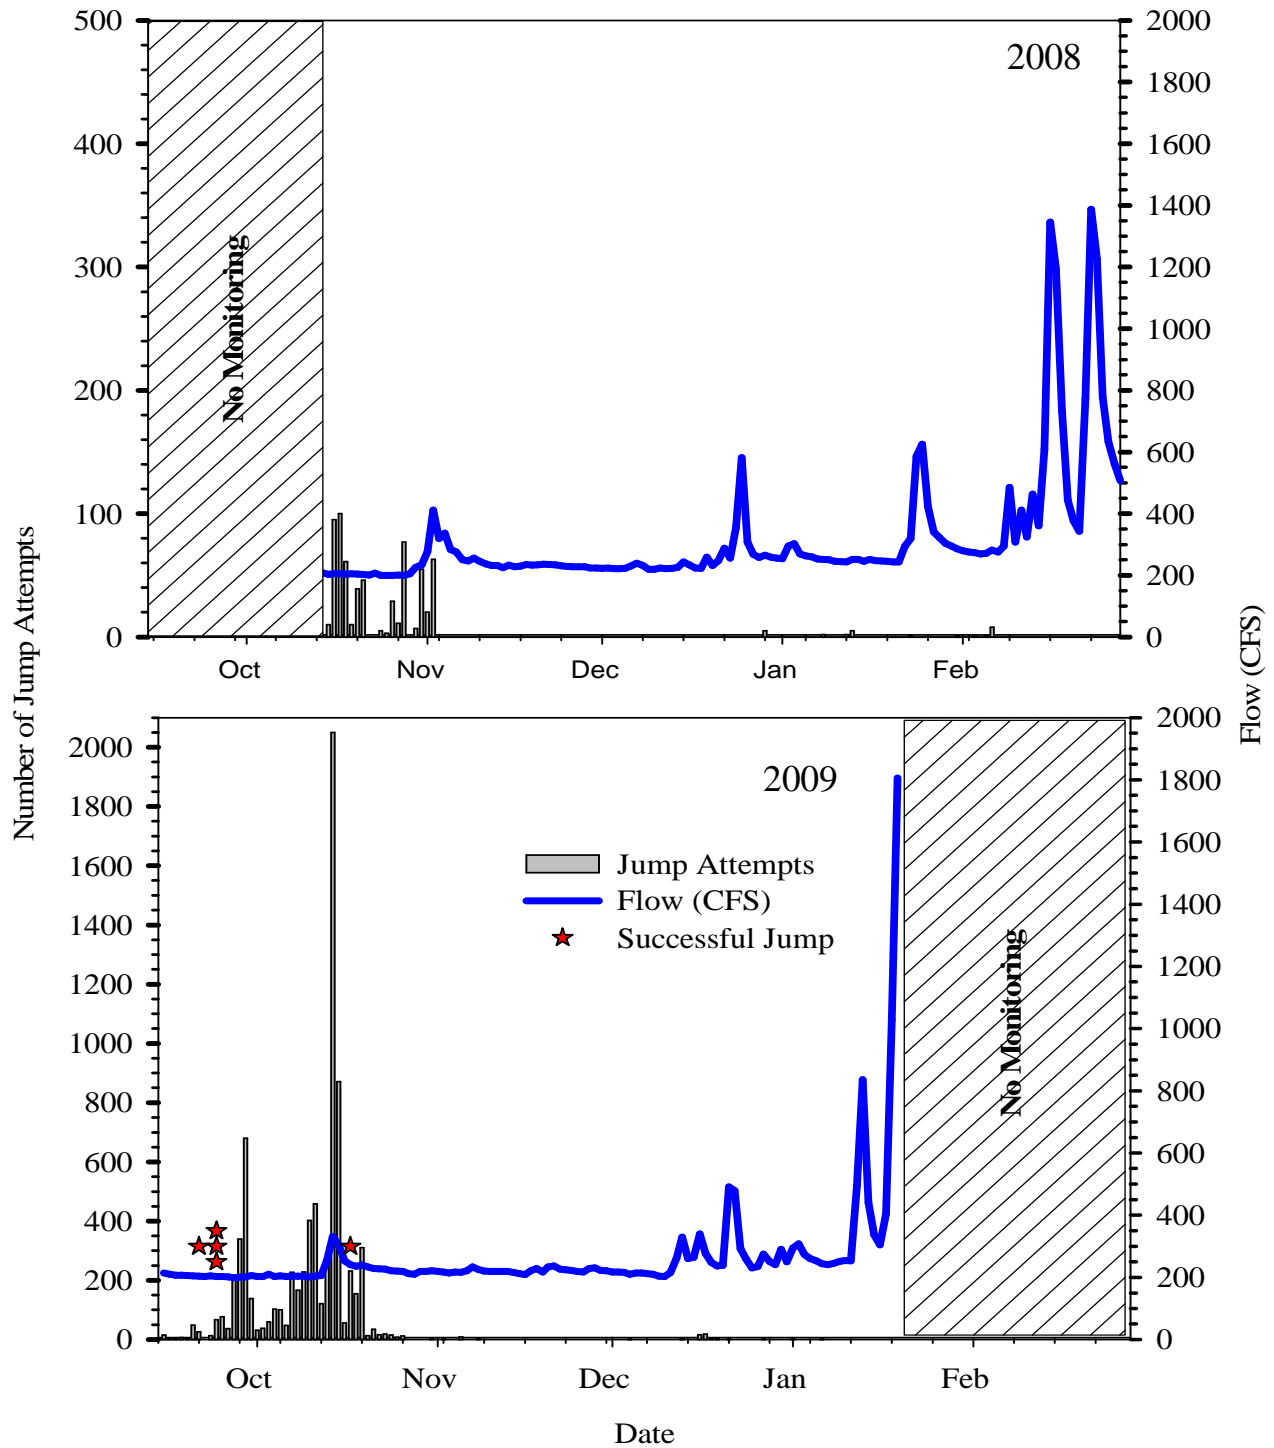 2008
500
400
300
200
100
0
2000
1800
1600
1400
1200
1000
800
600
400
200
0
No Monitoring
Oct
Nov
Dec
Jan
Feb
Number of Jump Attempts
Flow (CFS)
2009
2000
1800
1600
1400
1200
1000
800
600
400
200
0
2000
1800
1600
1400
1200
1000
800
600
400
200
0
Jump Attempts
Flow (CFS)
Successful Jump
No Monitoring
Oct
Nov
Dec
Jan
Feb
Date